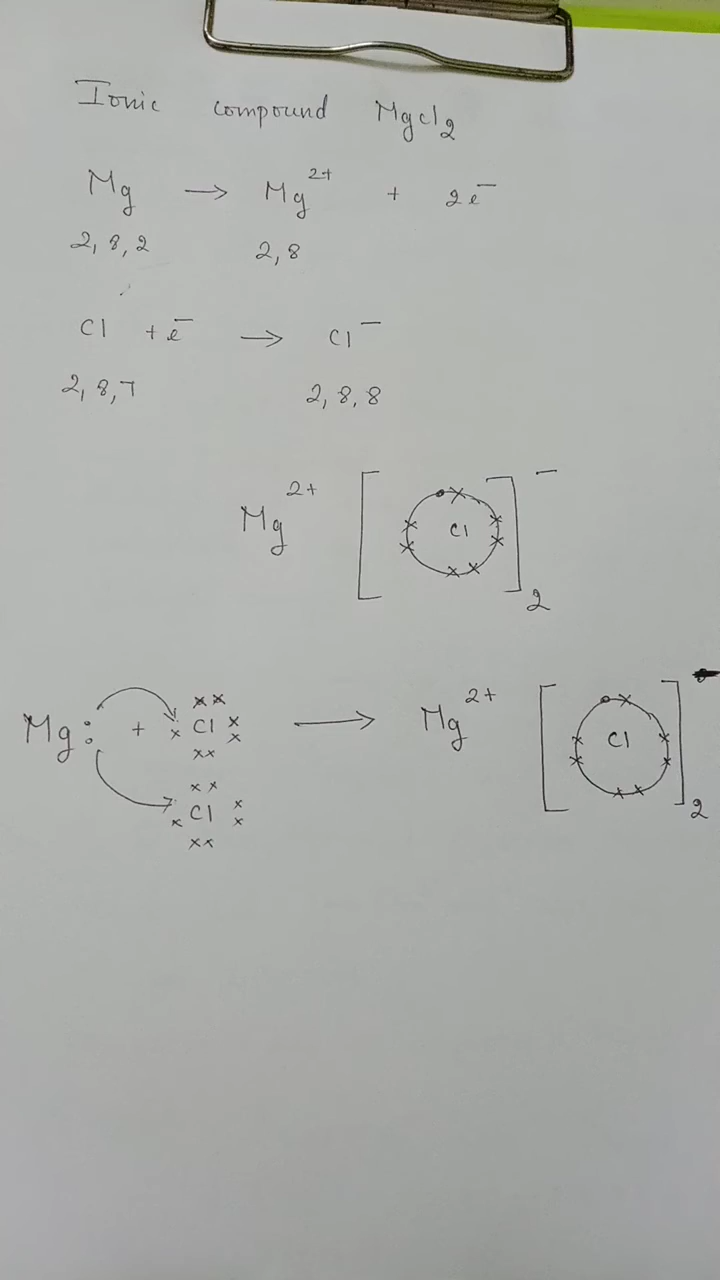 Ionic compound MgCl2
Mg → Mg2+ + 2e−
2, 8, 2 2, 8
Cl + e− → Cl−
2, 8, 7 2, 8, 8
Mg2+ [ Cl ]2−
Mg: + Cl → Mg2+ [ Cl ]2−
Cl